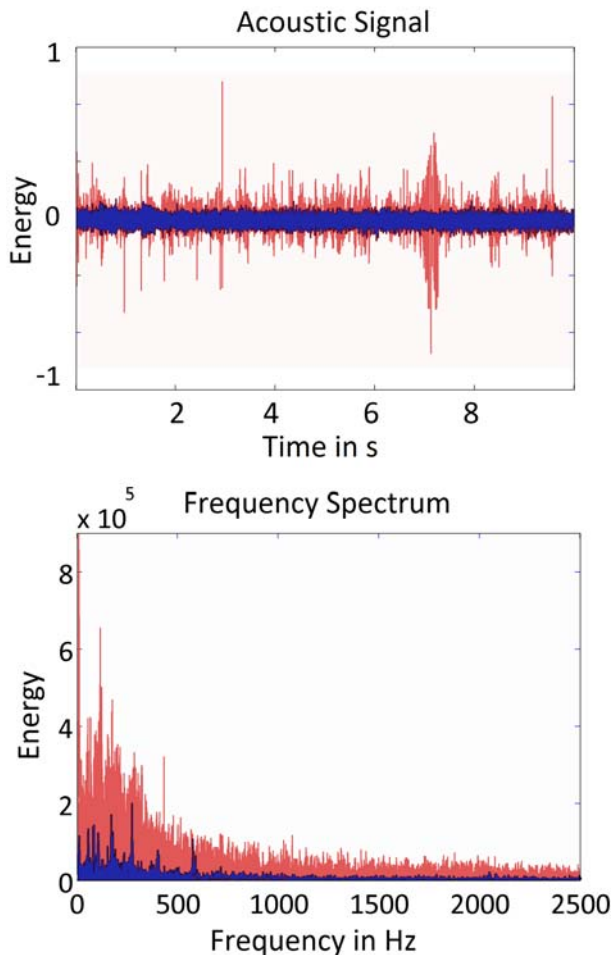 Acoustic Signal
1
0
-1
Energy
2 4 6 8
Time in s
Frequency Spectrum
x 10 5
8
6
4
2
0
Energy
0 500 1000 1500 2000 2500
Frequency in Hz